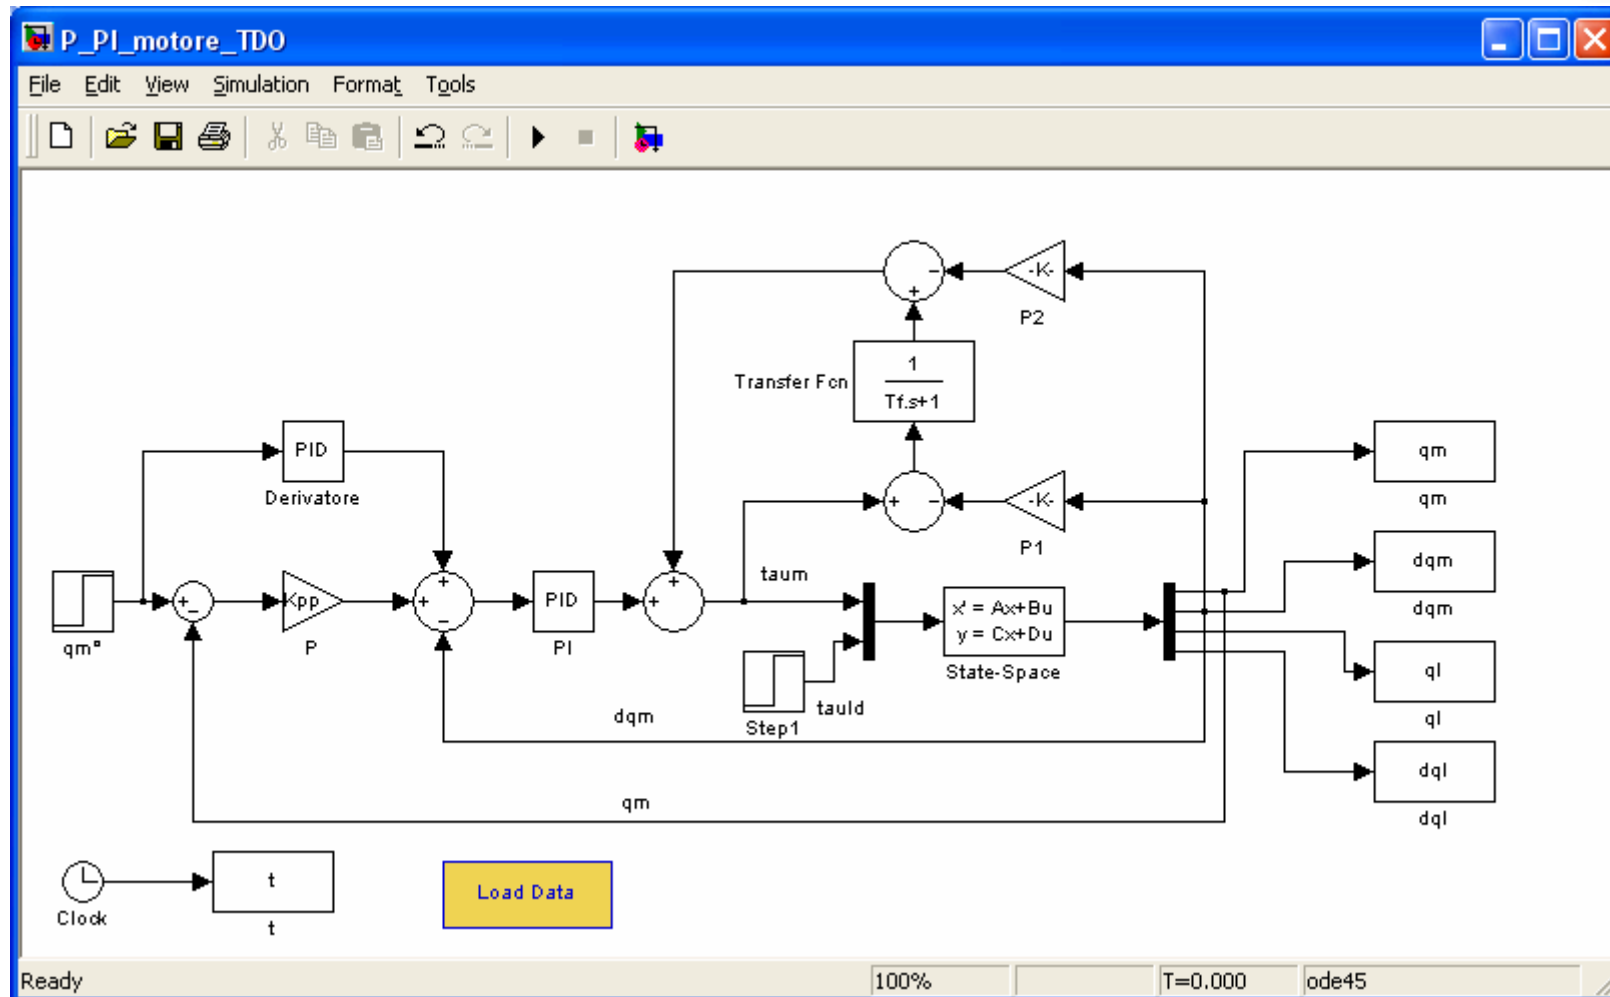 P_PI_motore_TDO
File Edit View Simulation Format Tools
-K-
P2
1
Tf.s+1
Transfer Fcn
PID
Derivatore
-K-
P1
qm
qm
qm°
Kpp
P
PID
PI
taum
x' = Ax+Bu
y = Cx+Du
State-Space
dqm
dqm
Step1
tauld
dqm
ql
ql
qm
dql
dql
Clock
t
t
Load Data
Ready 100% T=0.000 ode45